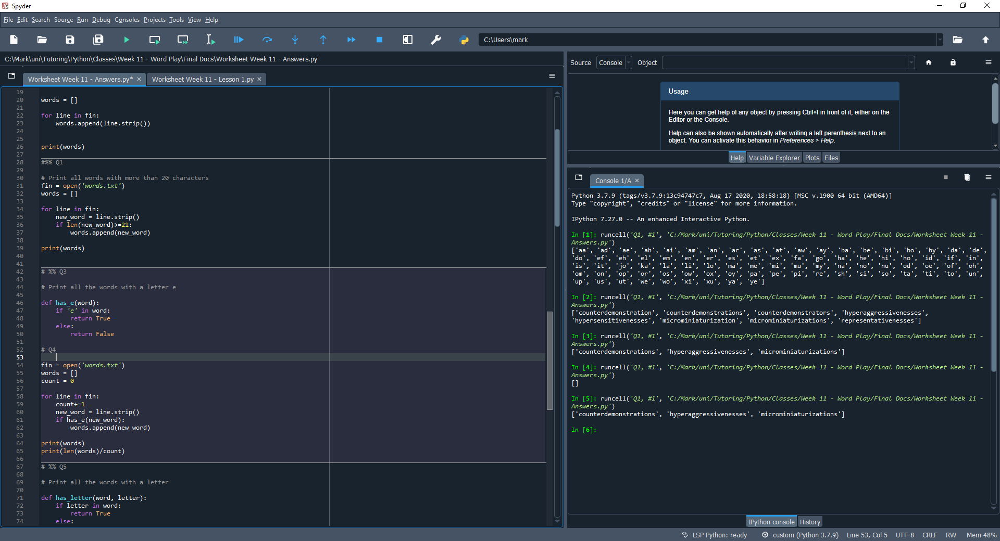 Spyder
File Edit Search Source Run Debug Consoles Projects Tools View Help
C:\Users\mark
C:\Mark\uni\Tutoring\Python\Classes\Week 11 - Word Play\Final Docs\Worksheet Week 11 - Answers.py
Worksheet Week 11 - Answers.py*
Worksheet Week 11 - Lesson 1.py
19
20 words = []
21
22 for line in fin:
23 words.append(line.strip())
24
25
26 print(words)
27
28 #%% Q1
29
30 # Print all words with more than 20 characters
31 fin = open('words.txt')
32 words = []
33
34 for line in fin:
35 new_word = line.strip()
36 if len(new_word)>=21:
37 words.append(new_word)
38
39 print(words)
40
41
42 # %% Q3
43
44 # Print all the words with a letter e
45
46 def has_e(word):
47 if 'e' in word:
48 return True
49 else:
50 return False
51
52 # Q4
53
54 fin = open('words.txt')
55 words = []
56 count = 0
57
58 for line in fin:
59 count+=1
60 new_word = line.strip()
61 if has_e(new_word):
62 words.append(new_word)
63
64 print(words)
65 print(len(words)/count)
66
67 # %% Q5
68
69 # Print all the words with a letter
70
71 def has_letter(word, letter):
72 if letter in word:
73 return True
74 else:
Source Console Object
Usage
Here you can get help of any object by pressing Ctrl+I in front of it, either on the
Editor or the Console.
Help can also be shown automatically after writing a left parenthesis next to an
object. You can activate this behavior in Preferences > Help.
Help Variable Explorer Plots Files
Console 1/A
Python 3.7.9 (tags/v3.7.9:13c94747c7, Aug 17 2020, 18:58:18) [MSC v.1900 64 bit (AMD64)]
Type "copyright", "credits" or "license" for more information.
IPython 7.27.0 -- An enhanced Interactive Python.
In [1]: runcell('Q1, #1', 'C:/Mark/uni/Tutoring/Python/Classes/Week 11 - Word Play/Final Docs/Worksheet Week 11 -
Answers.py')
['aa', 'ad', 'ae', 'ah', 'ai', 'am', 'an', 'ar', 'as', 'at', 'aw', 'ay', 'ba', 'be', 'bi', 'bo', 'by', 'da', 'de',
'do', 'ef', 'eh', 'el', 'em', 'en', 'er', 'es', 'et', 'ex', 'fa', 'go', 'ha', 'he', 'hi', 'ho', 'id', 'if', 'in',
'is', 'it', 'jo', 'ka', 'la', 'li', 'lo', 'ma', 'me', 'mi', 'mu', 'my', 'na', 'no', 'nu', 'od', 'oe', 'of', 'oh',
'om', 'on', 'op', 'or', 'os', 'ow', 'ox', 'oy', 'pa', 'pe', 'pi', 're', 'sh', 'si', 'so', 'ta', 'ti', 'to', 'un',
'up', 'us', 'ut', 'we', 'wo', 'xi', 'xu', 'ya', 'ye']
In [2]: runcell('Q1, #1', 'C:/Mark/uni/Tutoring/Python/Classes/Week 11 - Word Play/Final Docs/Worksheet Week 11 -
Answers.py')
['counterdemonstration', 'counterdemonstrations', 'counterdemonstrators', 'hyperaggressivenesses',
'hypersensitivenesses', 'microminiaturization', 'microminiaturizations', 'representativenesses']
In [3]: runcell('Q1, #1', 'C:/Mark/uni/Tutoring/Python/Classes/Week 11 - Word Play/Final Docs/Worksheet Week 11 -
Answers.py')
['counterdemonstrations', 'hyperaggressivenesses', 'microminiaturizations']
In [4]: runcell('Q1, #1', 'C:/Mark/uni/Tutoring/Python/Classes/Week 11 - Word Play/Final Docs/Worksheet Week 11 -
Answers.py')
[]
In [5]: runcell('Q1, #1', 'C:/Mark/uni/Tutoring/Python/Classes/Week 11 - Word Play/Final Docs/Worksheet Week 11 -
Answers.py')
['counterdemonstrations', 'hyperaggressivenesses', 'microminiaturizations']
In [6]:
IPython console History
LSP Python: ready custom (Python 3.7.9) Line 53, Col 5 UTF-8 CRLF RW Mem 48%